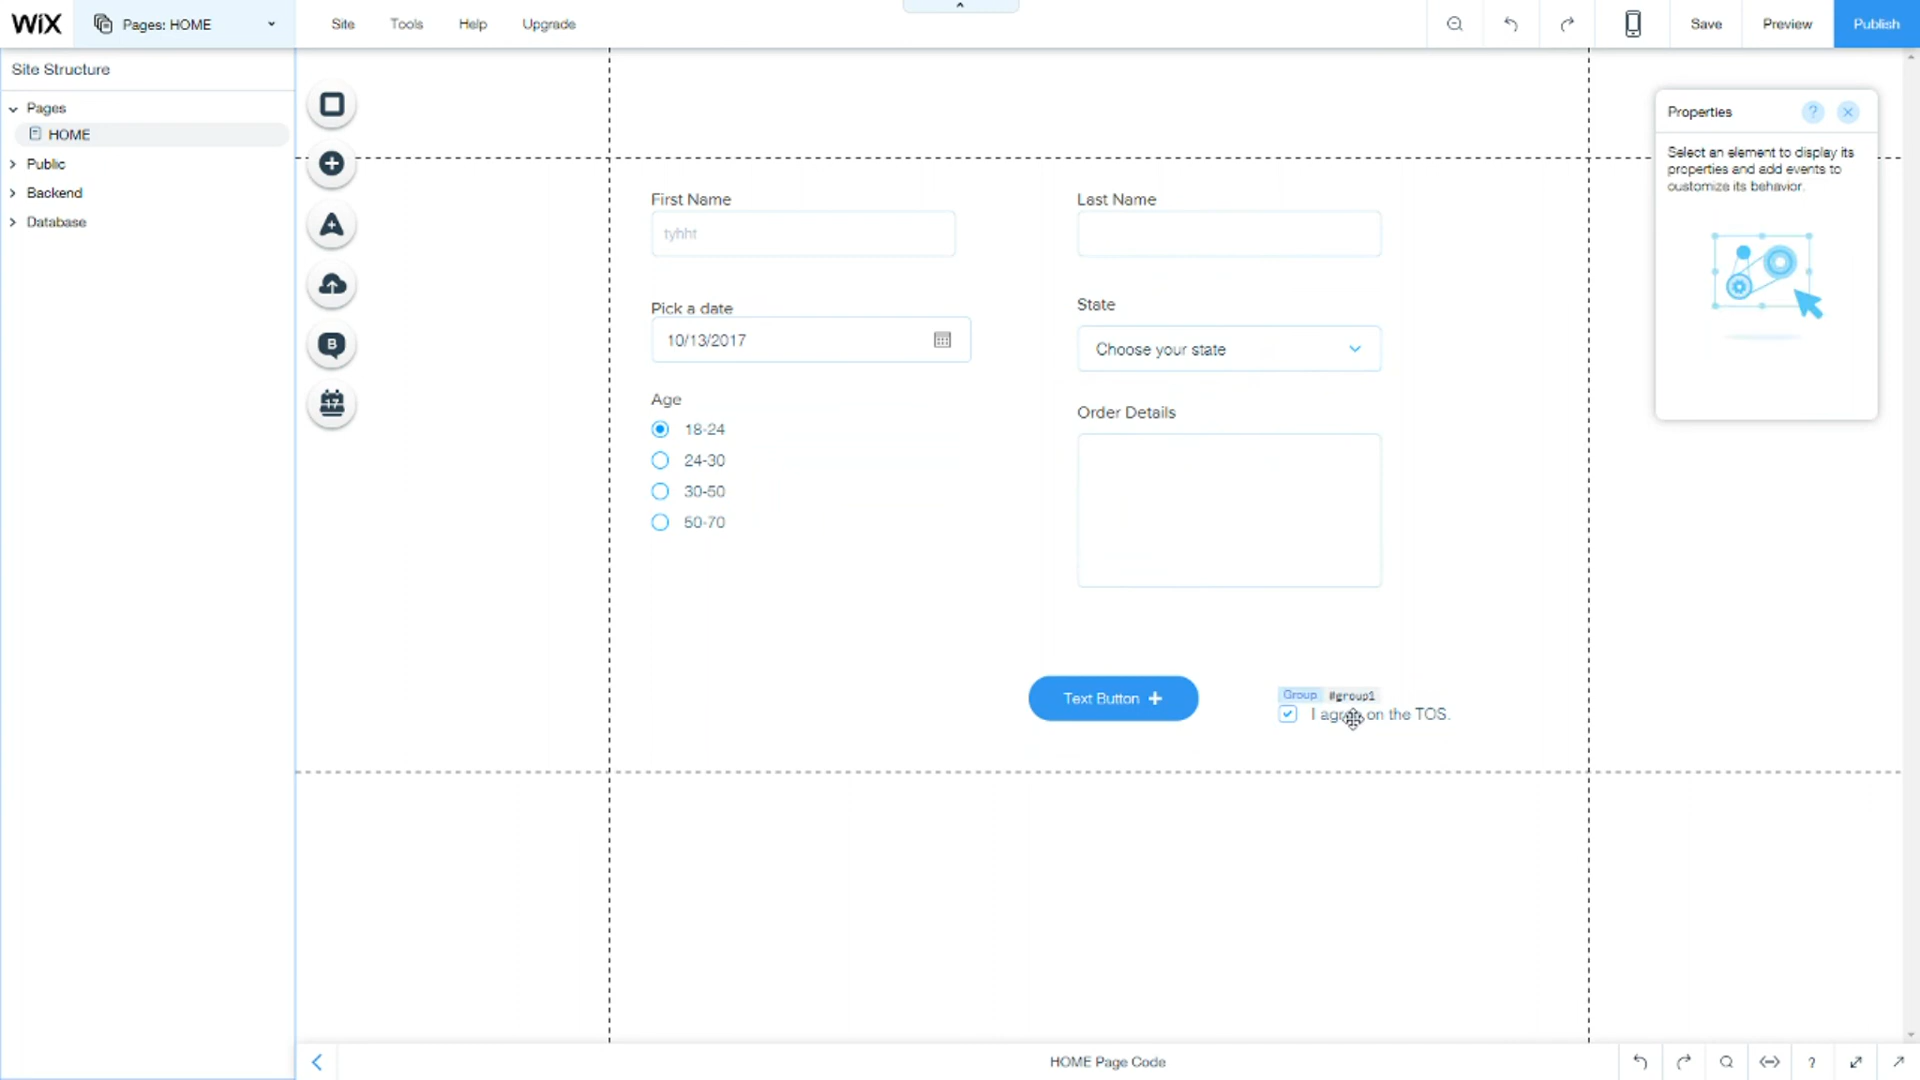 WiX
Pages: HOME
Site
Tools
Help
Upgrade
Save
Preview
Publish
Site Structure
Pages
HOME
Public
Backend
Database
B
17
First Name
tyhht
Last Name
Pick a date
10/13/2017
State
Choose your state
Age
18-24
24-30
30-50
50-70
Order Details
Text Button
Group #group1
I agree on the TOS.
Properties
?
Select an element to display its
properties and add events to
customize its behavior.
HOME Page Code
?